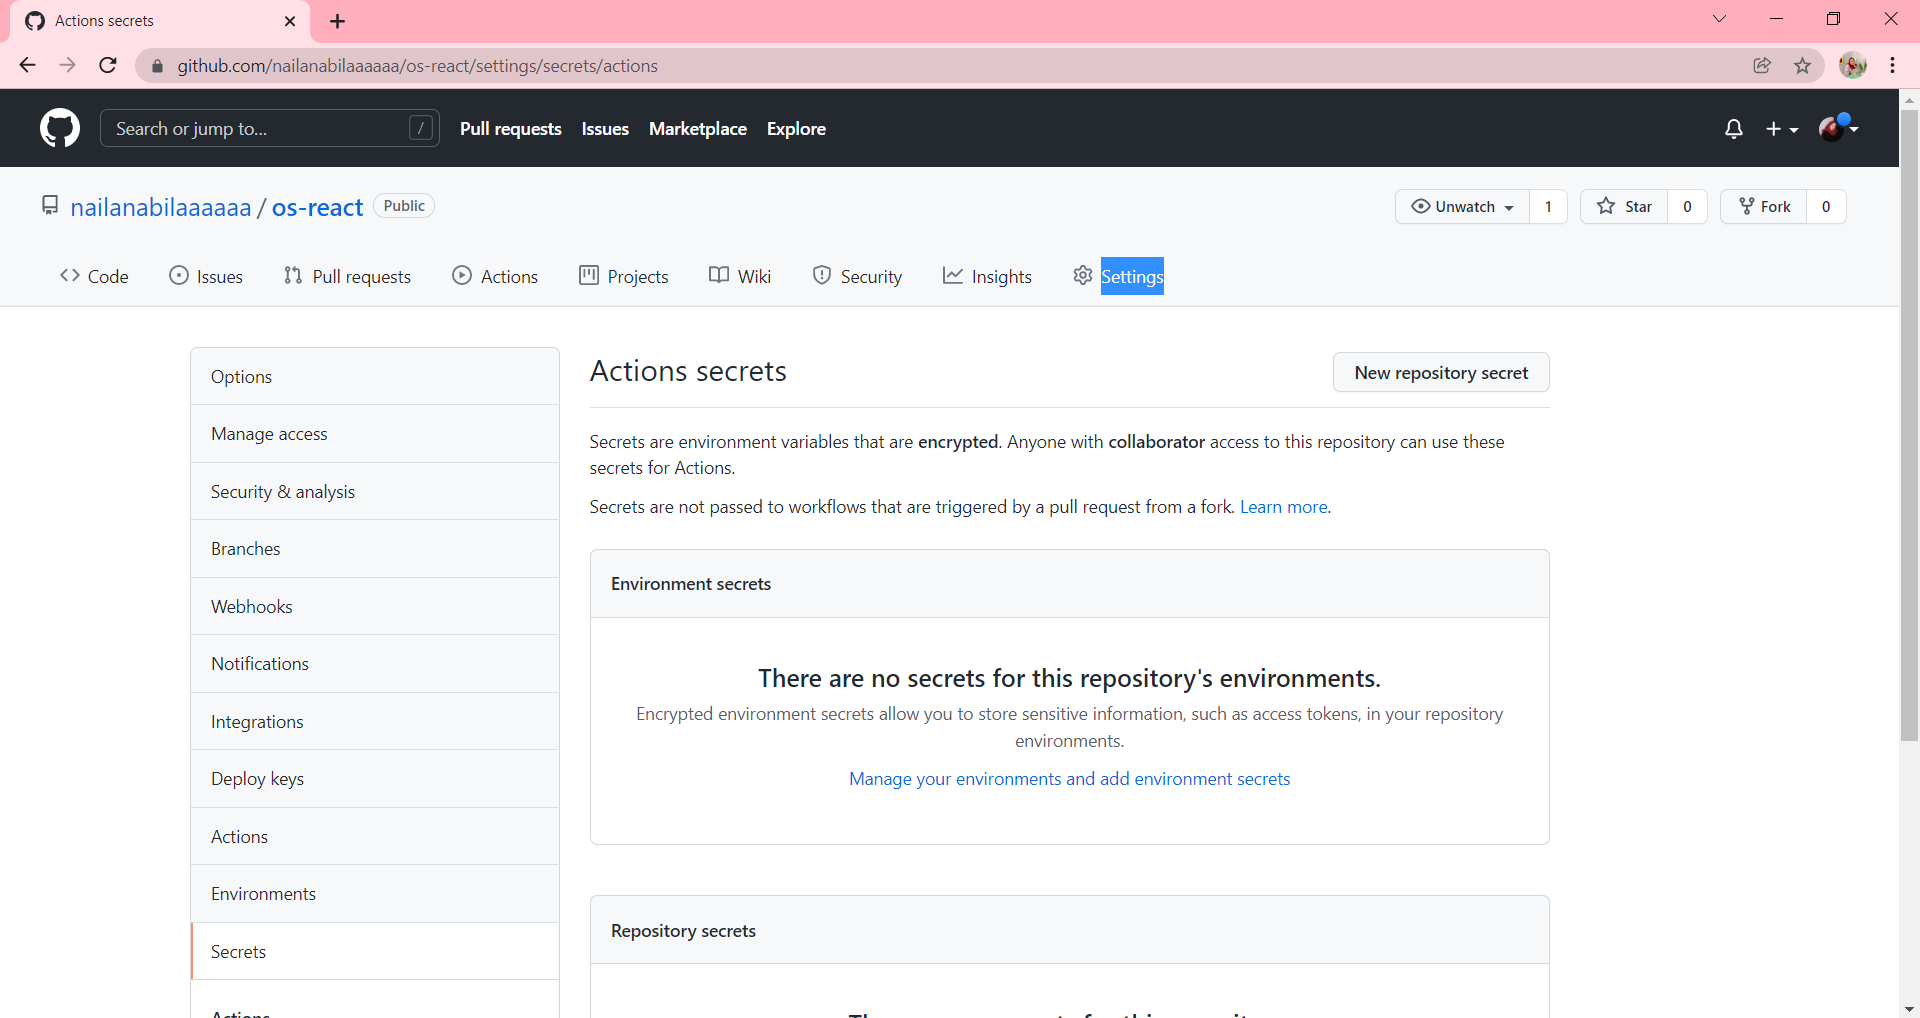 Actions secrets
github.com/nailanabilaaaaaa/os-react/settings/secrets/actions
Search or jump to...
/
Pull requests
Issues
Marketplace
Explore
nailanabilaaaaaa / os-react
Public
Unwatch
1
Star
0
Fork
0
Code
Issues
Pull requests
Actions
Projects
Wiki
Security
Insights
Settings
Options
Manage access
Security & analysis
Branches
Webhooks
Notifications
Integrations
Deploy keys
Actions
Environments
Secrets
Actions
Actions secrets
New repository secret
Secrets are environment variables that are encrypted. Anyone with collaborator access to this repository can use these
secrets for Actions.
Secrets are not passed to workflows that are triggered by a pull request from a fork. Learn more.
Environment secrets
There are no secrets for this repository's environments.
Encrypted environment secrets allow you to store sensitive information, such as access tokens, in your repository
environments.
Manage your environments and add environment secrets
Repository secrets